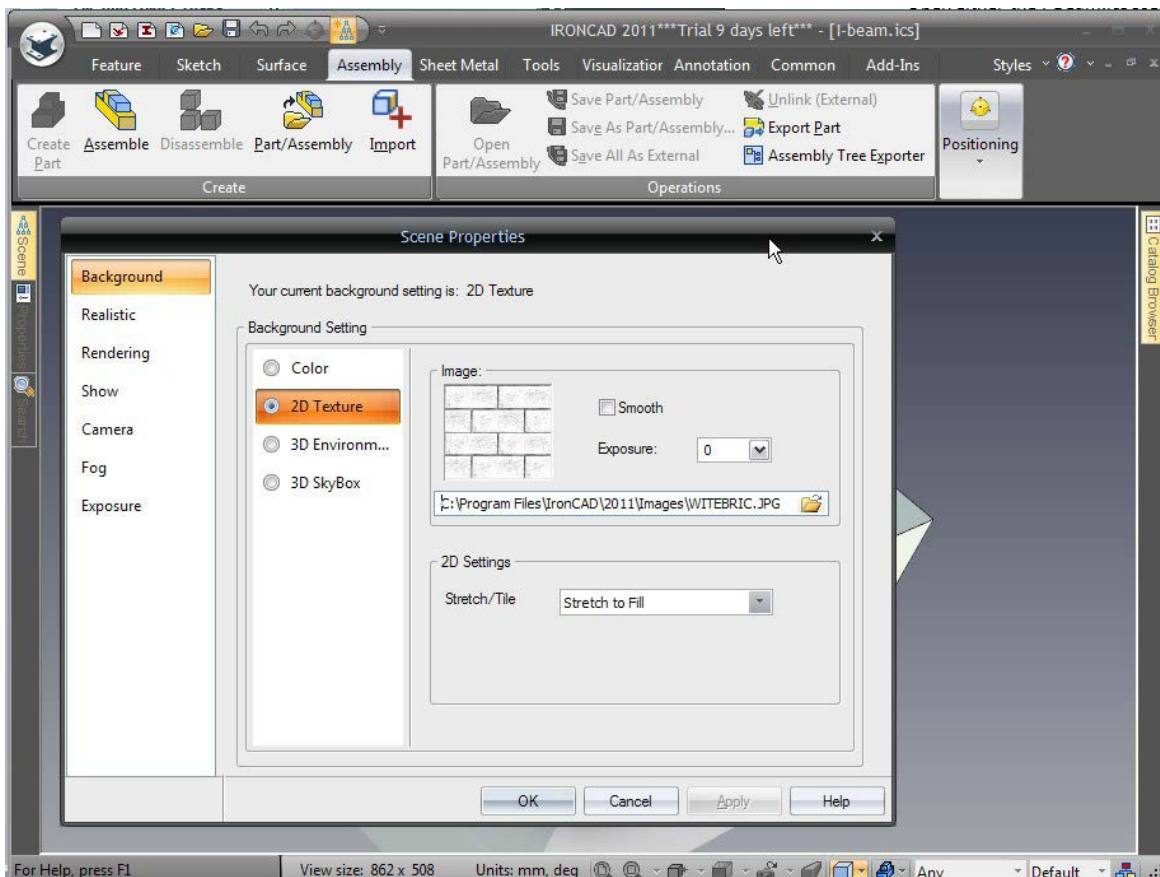 IRONCAD 2011***Trial 9 days left*** - [I-beam.ics]
Feature Sketch Surface Assembly Sheet Metal Tools Visualizatior Annotation Common Add-Ins Styles
Create Part
Assemble
Disassemble
Part/Assembly
Import
Open Part/Assembly
Save Part/Assembly
Save As Part/Assembly...
Save All As External
Unlink (External)
Export Part
Assembly Tree Exporter
Positioning
Create
Operations
Scene
Properties
Search
Catalog Browser
Scene Properties
x
Background
Realistic
Rendering
Show
Camera
Fog
Exposure
Your current background setting is: 2D Texture
Background Setting
Color
2D Texture
3D Environm...
3D SkyBox
Image:
Smooth
Exposure: 0
C:\Program Files\IronCAD\2011\Images\WITEBRIC.JPG
2D Settings
Stretch/Tile Stretch to Fill
OK Cancel Apply Help
For Help, press F1 View size: 862 x 508 Units: mm, deg Any Default